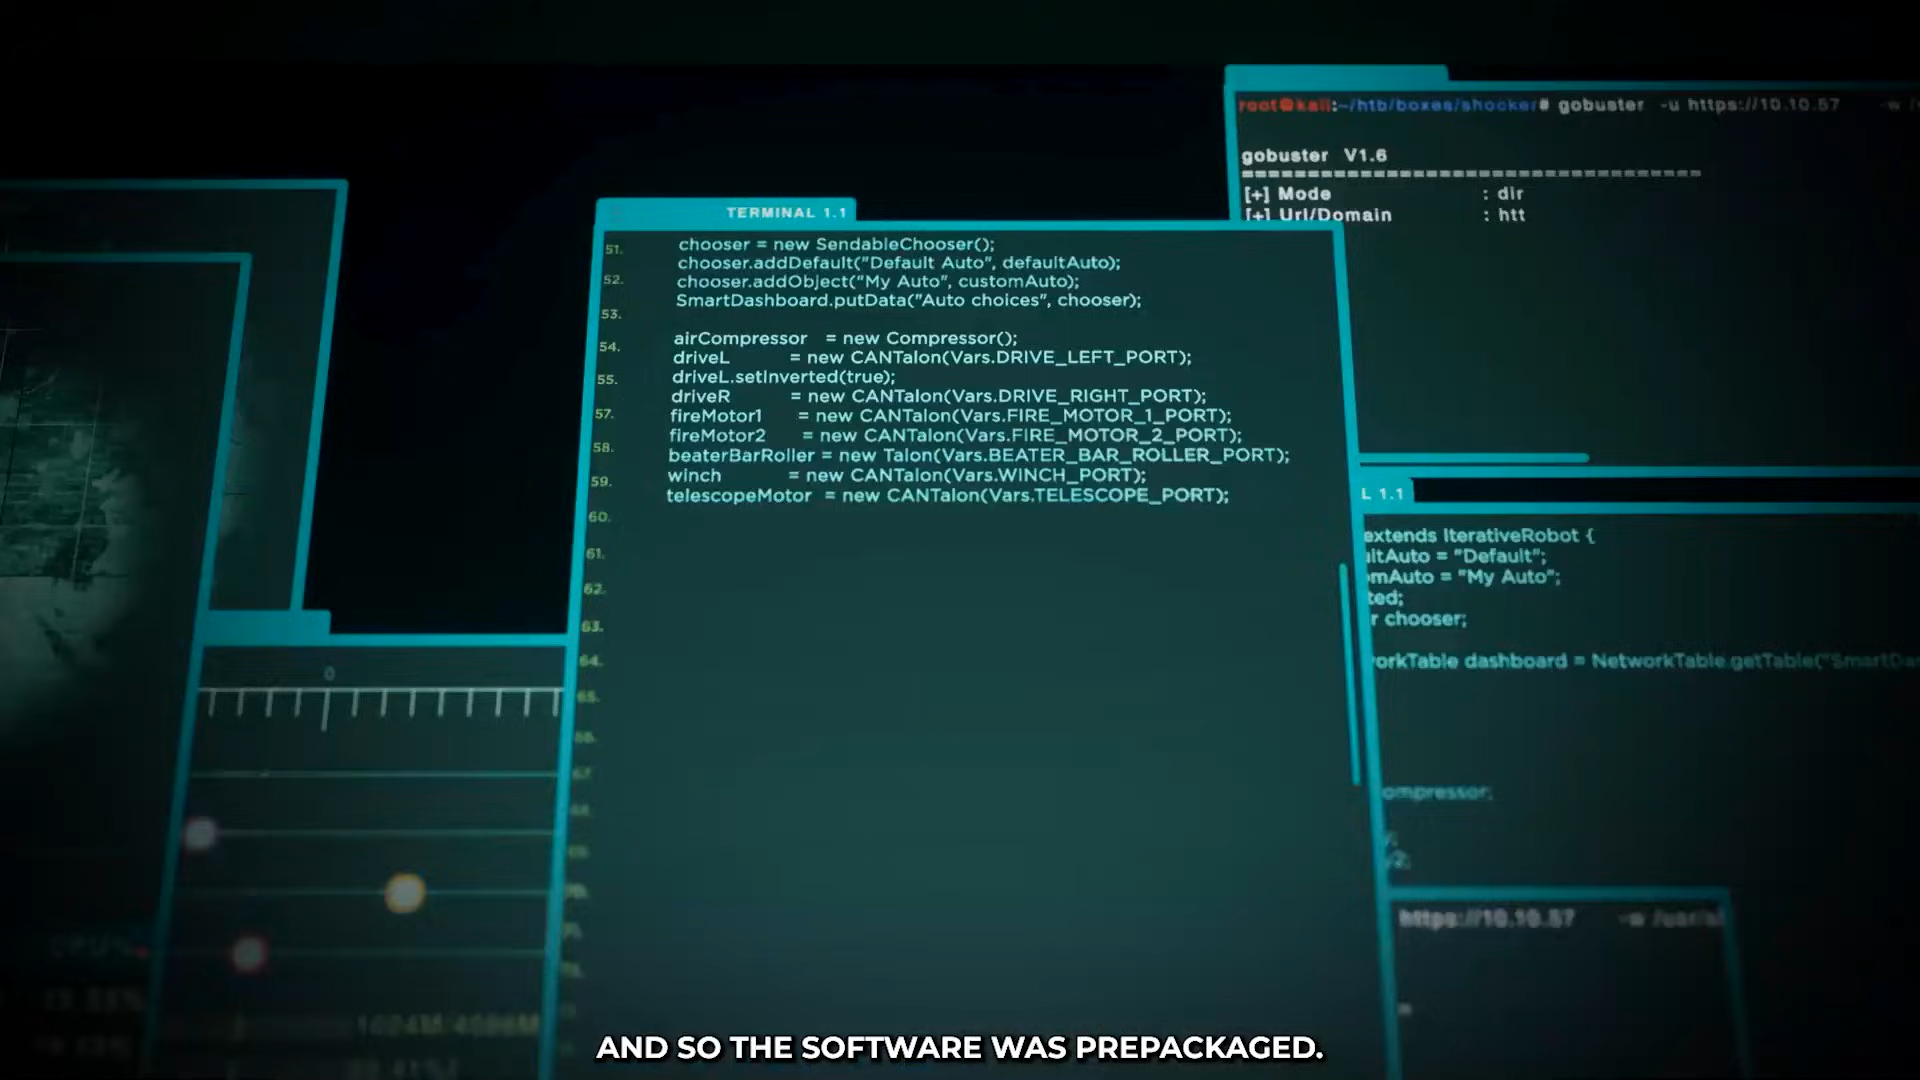 root@kali:~/htb/boxes/shocker# gobuster -u https://10.10.57 -w /
gobuster V1.6
==================================
[+] Mode : dir
[+] Url/Domain : htt
TERMINAL 1.1
51.
chooser = new SendableChooser();
chooser.addDefault("Default Auto", defaultAuto);
52.
chooser.addObject("My Auto", customAuto);
SmartDashboard.putData("Auto choices", chooser);
53.
airCompressor = new Compressor();
54.
driveL = new CANTalon(Vars.DRIVE_LEFT_PORT);
55.
driveL.setInverted(true);
driveR = new CANTalon(Vars.DRIVE_RIGHT_PORT);
57.
fireMotor1 = new CANTalon(Vars.FIRE_MOTOR_1_PORT);
fireMotor2 = new CANTalon(Vars.FIRE_MOTOR_2_PORT);
58.
beaterBarRoller = new Talon(Vars.BEATER_BAR_ROLLER_PORT);
winch = new CANTalon(Vars.WINCH_PORT);
59.
telescopeMotor = new CANTalon(Vars.TELESCOPE_PORT);
60.
61.
62.
63.
64.
65.
L 1.1
extends IterativeRobot {
ltAuto = "Default";
mAuto = "My Auto";
ted;
r chooser;
orkTable dashboard = NetworkTable.getTable("SmartDa
ompressor;
0
https://10.10.57 -w /usr/s
CPU%
AND SO THE SOFTWARE WAS PREPACKAGED.